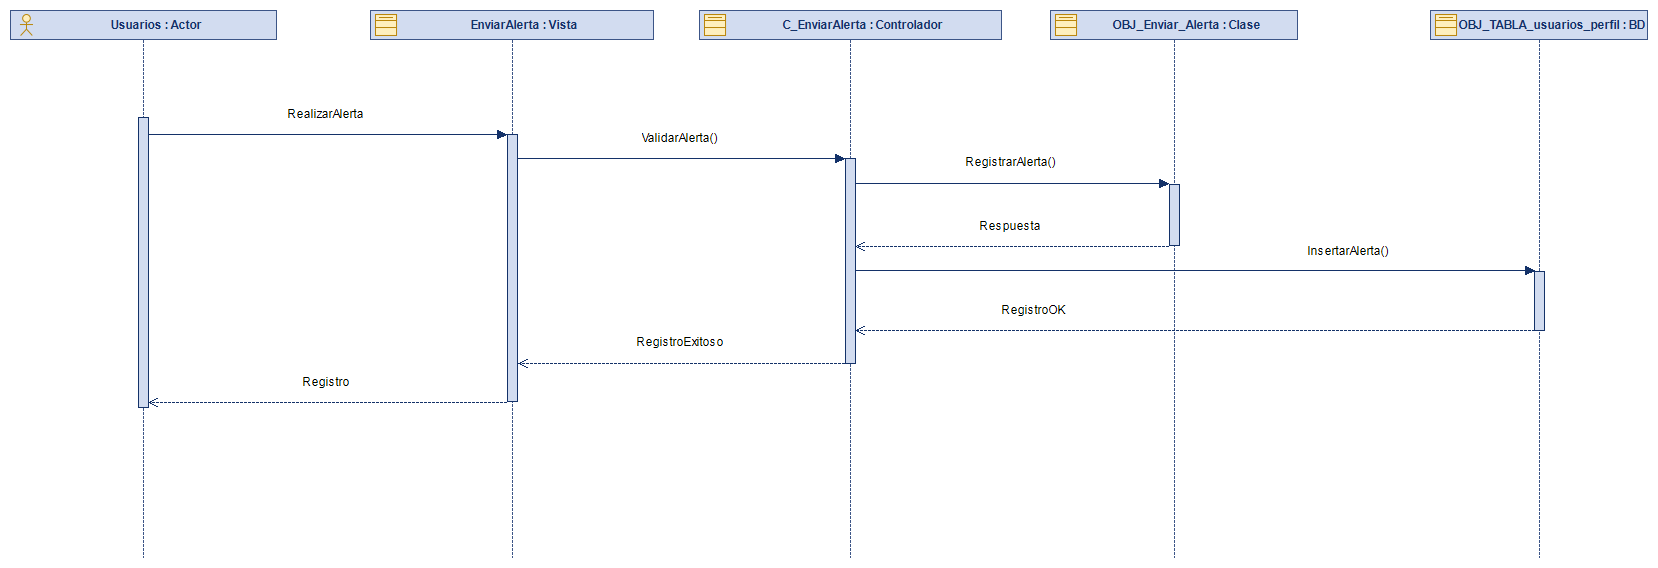 Usuarios : Actor
EnviarAlerta : Vista
C_EnviarAlerta : Controlador
OBJ_Enviar_Alerta : Clase
OBJ_TABLA_usuarios_perfil : BD
RealizarAlerta
ValidarAlerta()
RegistrarAlerta()
Respuesta
InsertarAlerta()
RegistroOK
RegistroExitoso
Registro